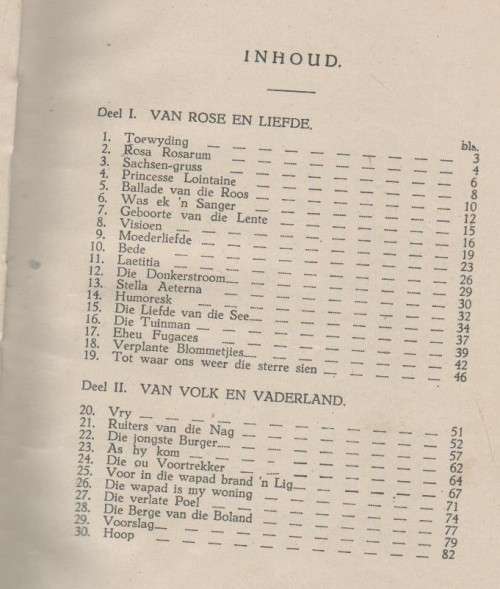 INHOUD.
Deel I. VAN ROSE EN LIEFDE.
bls.
1. Toewyding — — — — — — — — 3
2. Rosa Rosarum — — — — — — — — 4
3. Sachsen-gruss — — — — — — — — 6
4. Princesse Lointaine — — — — — — — 8
5. Ballade van die Roos — — — — — — — 10
6. Was ek 'n Sanger — — — — — — — 12
7. Geboorte van die Lente — — — — — — 15
8. Visioen — — — — — — — — 16
9. Moederliefde — — — — — — — — 19
10. Bede — — — — — — — — 23
11. Laetitia — — — — — — — — 26
12. Die Donkerstroom — — — — — — — 29
13. Stella Aeterna — — — — — — — 30
14. Humoresk — — — — — — — — 32
15. Die Liefde van die See — — — — — — 34
16. Die Tuinman — — — — — — — — 37
17. Eheu Fugaces — — — — — — — 39
18. Verplante Blommetjies — — — — — — 42
19. Tot waar ons weer die sterre sien — — — — 46
Deel II. VAN VOLK EN VADERLAND.
20. Vry — — — — — — — — — 51
21. Ruiters van die Nag — — — — — — 52
22. Die jongste Burger — — — — — — — 57
23. As hy kom — — — — — — — — 62
24. Die ou Voortrekker — — — — — — — 64
25. Voor in die wapad brand 'n Lig — — — — 67
26. Die wapad is my woning — — — — — — 71
27. Die verlate Poel — — — — — — — 74
28. Die Berge van die Boland — — — — — — 77
29. Voorslag — — — — — — — — 79
30. Hoop — — — — — — — — 82